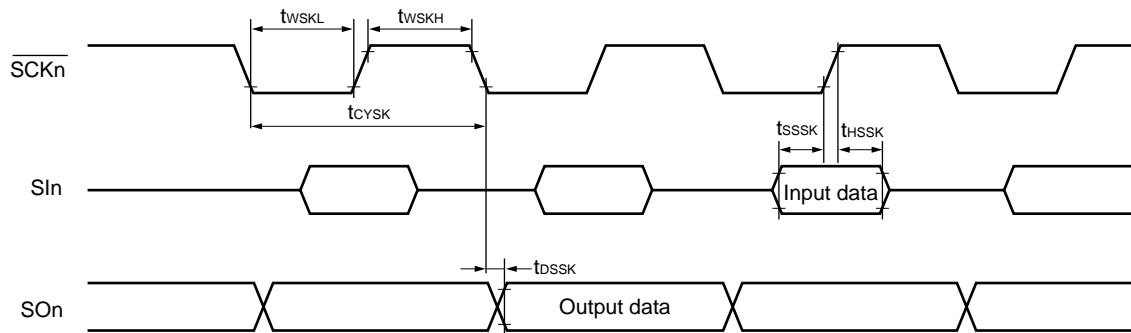 tWSKL
tWSKH
SCKn
tCYSK
tSSSK
tHSSK
SIn
Input data
tDSSK
SOn
Output data